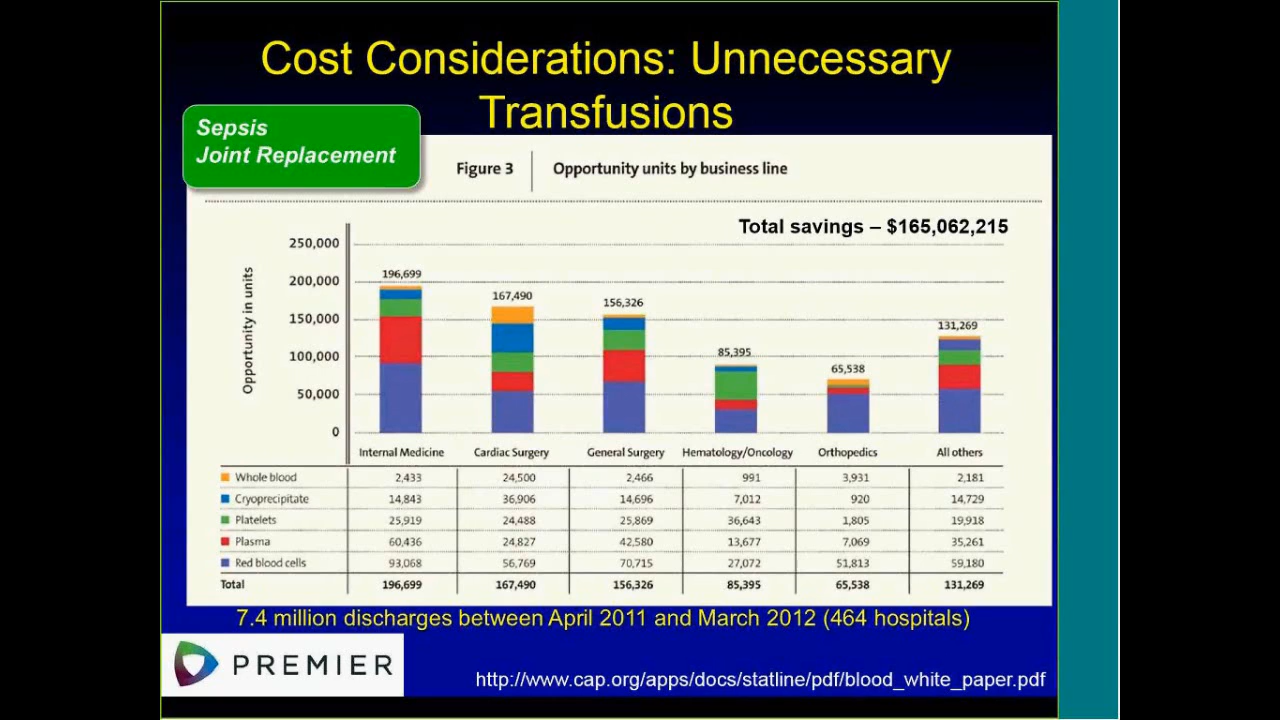 Cost Considerations: Unnecessary
Transfusions
Sepsis
Joint Replacement
Figure 3 Opportunity units by business line
Total savings – $165,062,215
Opportunity in units
250,000
200,000
150,000
100,000
50,000
0
196,699
167,490
156,326
85,395
65,538
131,269
Internal Medicine Cardiac Surgery General Surgery Hematology/Oncology Orthopedics All others
Whole blood 2,433 24,500 2,466 991 3,931 2,181
Cryoprecipitate 14,843 36,906 14,696 7,012 920 14,729
Platelets 25,919 24,488 25,869 36,643 1,805 19,918
Plasma 60,436 24,827 42,580 13,677 7,069 35,261
Red blood cells 93,068 56,769 70,715 27,072 51,813 59,180
Total 196,699 167,490 156,326 85,395 65,538 131,269
7.4 million discharges between April 2011 and March 2012 (464 hospitals)
PREMIER
http://www.cap.org/apps/docs/statline/pdf/blood_white_paper.pdf